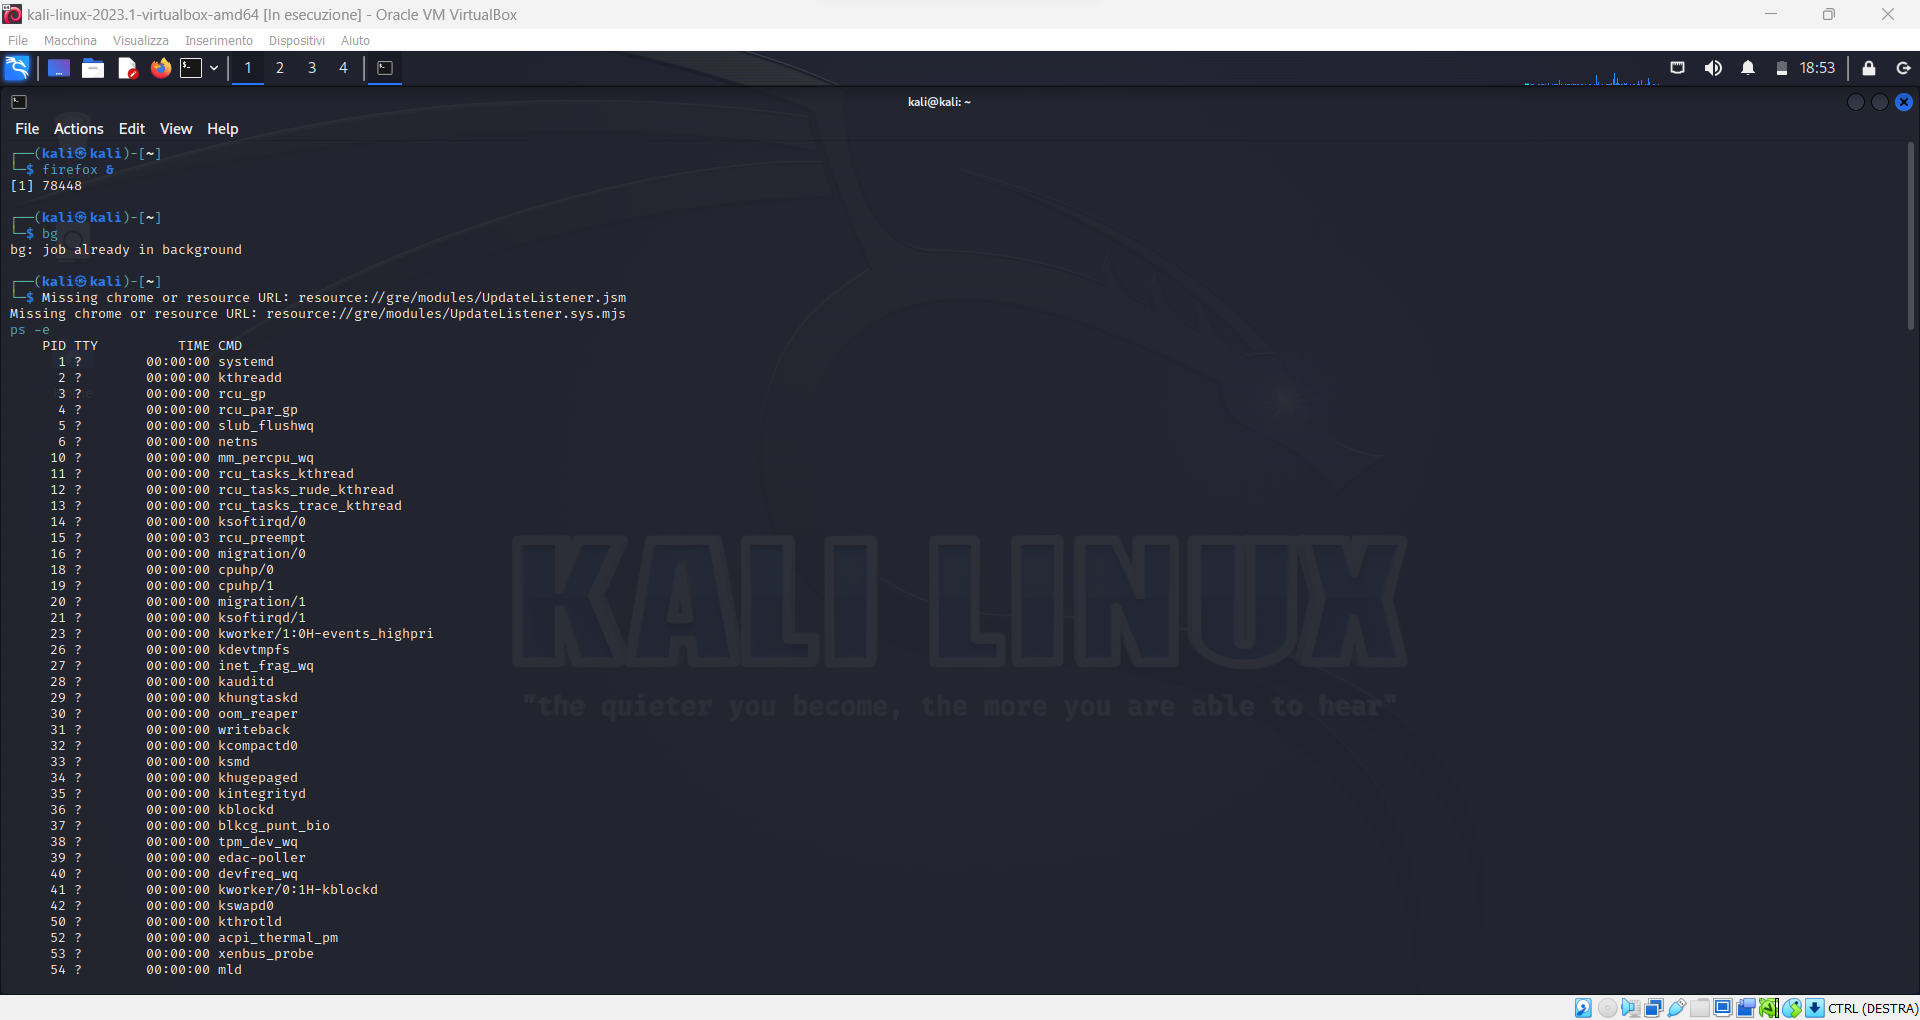 kali-linux-2023.1-virtualbox-amd64 [In esecuzione] - Oracle VM VirtualBox
File Macchina Visualizza Inserimento Dispositivi Aiuto
1 2 3 4 18:53
kali@kali: ~
File Actions Edit View Help
┌──(kali㉿kali)-[~]
└─$ firefox &
[1] 78448
┌──(kali㉿kali)-[~]
└─$ bg
bg: job already in background
┌──(kali㉿kali)-[~]
└─$ Missing chrome or resource URL: resource://gre/modules/UpdateListener.jsm
Missing chrome or resource URL: resource://gre/modules/UpdateListener.sys.mjs
ps -e
PID TTY TIME CMD
1 ? 00:00:00 systemd
2 ? 00:00:00 kthreadd
3 ? 00:00:00 rcu_gp
4 ? 00:00:00 rcu_par_gp
5 ? 00:00:00 slub_flushwq
6 ? 00:00:00 netns
10 ? 00:00:00 mm_percpu_wq
11 ? 00:00:00 rcu_tasks_kthread
12 ? 00:00:00 rcu_tasks_rude_kthread
13 ? 00:00:00 rcu_tasks_trace_kthread
14 ? 00:00:00 ksoftirqd/0
15 ? 00:00:03 rcu_preempt
16 ? 00:00:00 migration/0
18 ? 00:00:00 cpuhp/0
19 ? 00:00:00 cpuhp/1
20 ? 00:00:00 migration/1
21 ? 00:00:00 ksoftirqd/1
23 ? 00:00:00 kworker/1:0H-events_highpri
26 ? 00:00:00 kdevtmpfs
27 ? 00:00:00 inet_frag_wq
28 ? 00:00:00 kauditd
29 ? 00:00:00 khungtaskd
30 ? 00:00:00 oom_reaper
31 ? 00:00:00 writeback
32 ? 00:00:00 kcompactd0
33 ? 00:00:00 ksmd
34 ? 00:00:00 khugepaged
35 ? 00:00:00 kintegrityd
36 ? 00:00:00 kblockd
37 ? 00:00:00 blkcg_punt_bio
38 ? 00:00:00 tpm_dev_wq
39 ? 00:00:00 edac-poller
40 ? 00:00:00 devfreq_wq
41 ? 00:00:00 kworker/0:1H-kblockd
42 ? 00:00:00 kswapd0
50 ? 00:00:00 kthrotld
52 ? 00:00:00 acpi_thermal_pm
53 ? 00:00:00 xenbus_probe
54 ? 00:00:00 mld
KALI LINUX
"the quieter you become, the more you are able to hear"
CTRL (DESTRA)